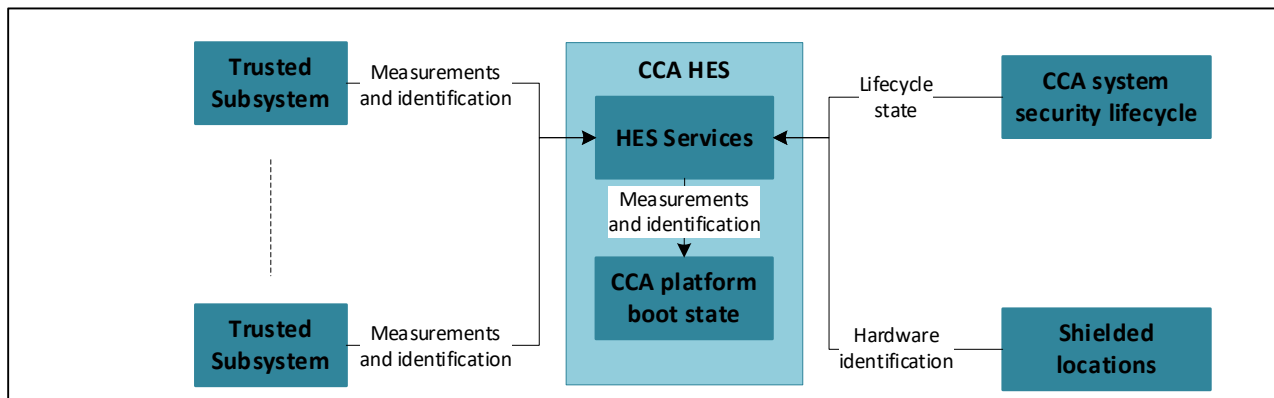 Trusted
Subsystem
Measurements
and identification
CCA HES
HES Services
Measurements
and identification
CCA platform
boot state
Lifecycle
state
CCA system
security lifecycle
Trusted
Subsystem
Measurements
and identification
Hardware
identification
Shielded
locations